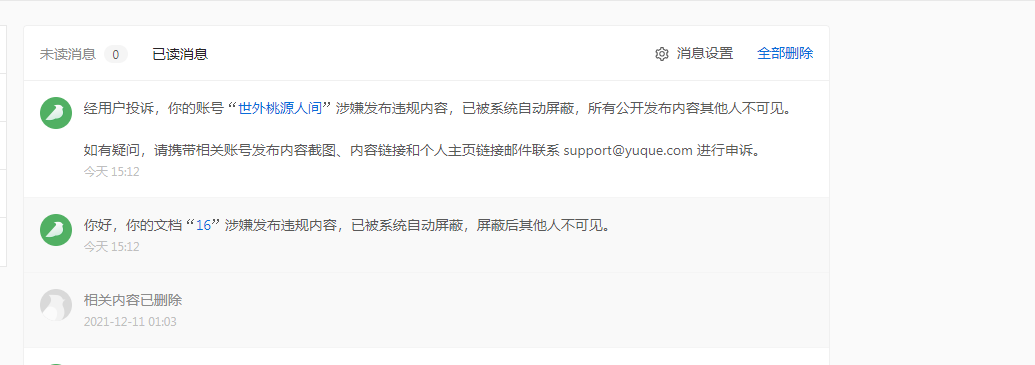 未读消息 0 已读消息 消息设置 全部删除
经用户投诉，你的账号“世外桃源人间”涉嫌发布违规内容，已被系统自动屏蔽，所有公开发布内容其他人不可见。
如有疑问，请携带相关账号发布内容截图、内容链接和个人主页链接邮件联系 support@yuque.com 进行申诉。
今天 15:12
你好，你的文档“16”涉嫌发布违规内容，已被系统自动屏蔽，屏蔽后其他人不可见。
今天 15:12
相关内容已删除
2021-12-11 01:03